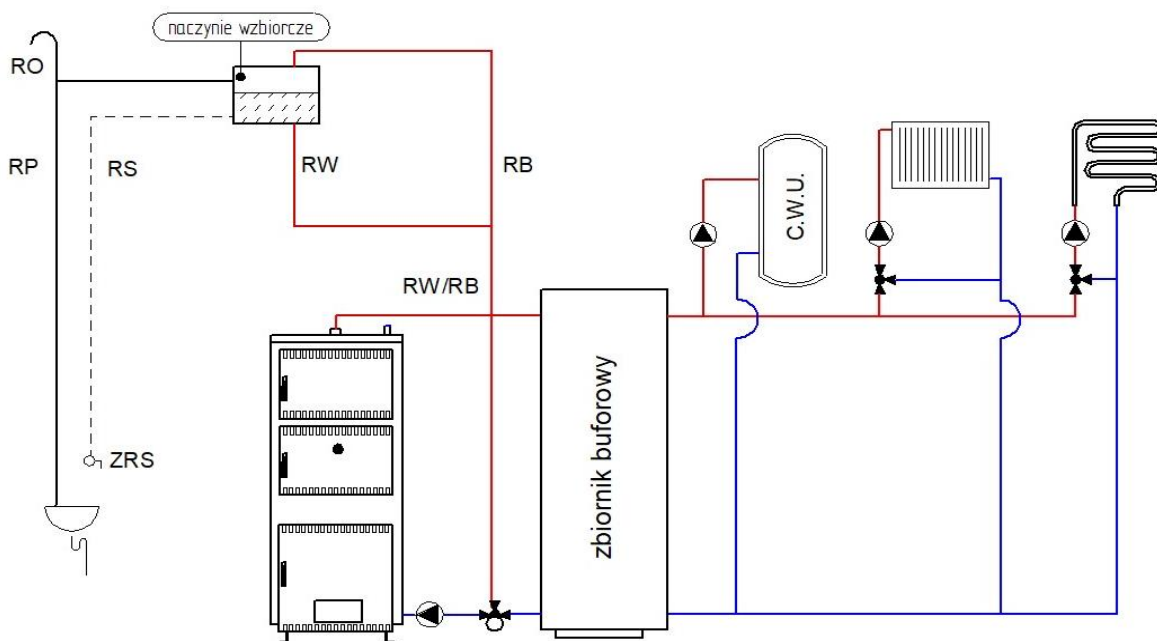 naczynie wzbiorcze
RO
RP
RS
RW
RB
C.W.U.
RW/RB
zbiornik buforowy
ZRS